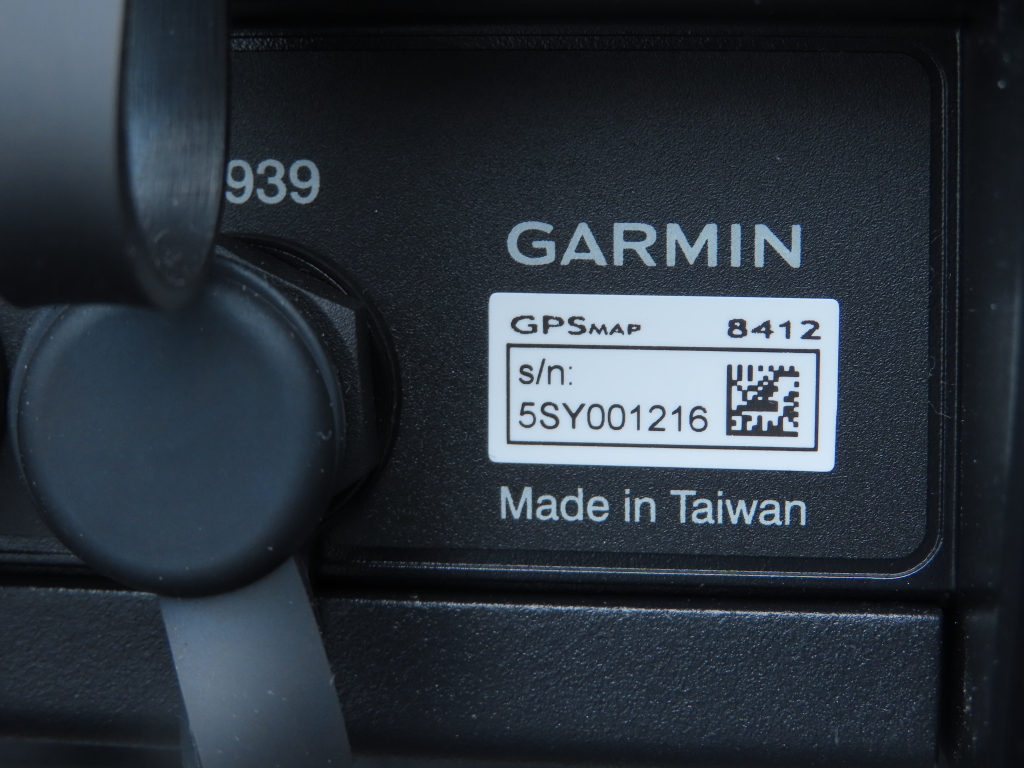 939
GARMIN
GPSMAP 8412
s/n:
5SY001216
Made in Taiwan